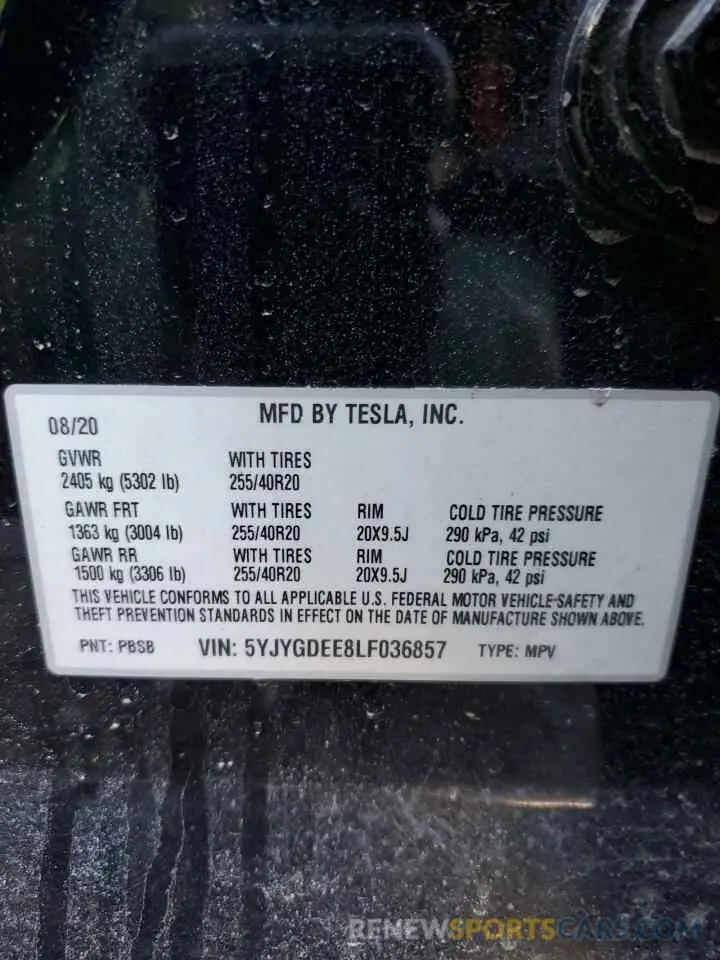 08/20 MFD BY TESLA, INC.
GVWR WITH TIRES
2405 kg (5302 lb) 255/40R20
GAWR FRT WITH TIRES RIM COLD TIRE PRESSURE
1363 kg (3004 lb) 255/40R20 20X9.5J 290 kPa, 42 psi
GAWR RR WITH TIRES RIM COLD TIRE PRESSURE
1500 kg (3306 lb) 255/40R20 20X9.5J 290 kPa, 42 psi
THIS VEHICLE CONFORMS TO ALL APPLICABLE U.S. FEDERAL MOTOR VEHICLE-SAFETY AND
THEFT PREVENTION STANDARDS IN EFFECT ON THE DATE OF MANUFACTURE SHOWN ABOVE.
PNT: PBSB VIN: 5YJYGDEE8LF036857 TYPE: MPV
RENEWSPORTSCARS.COM